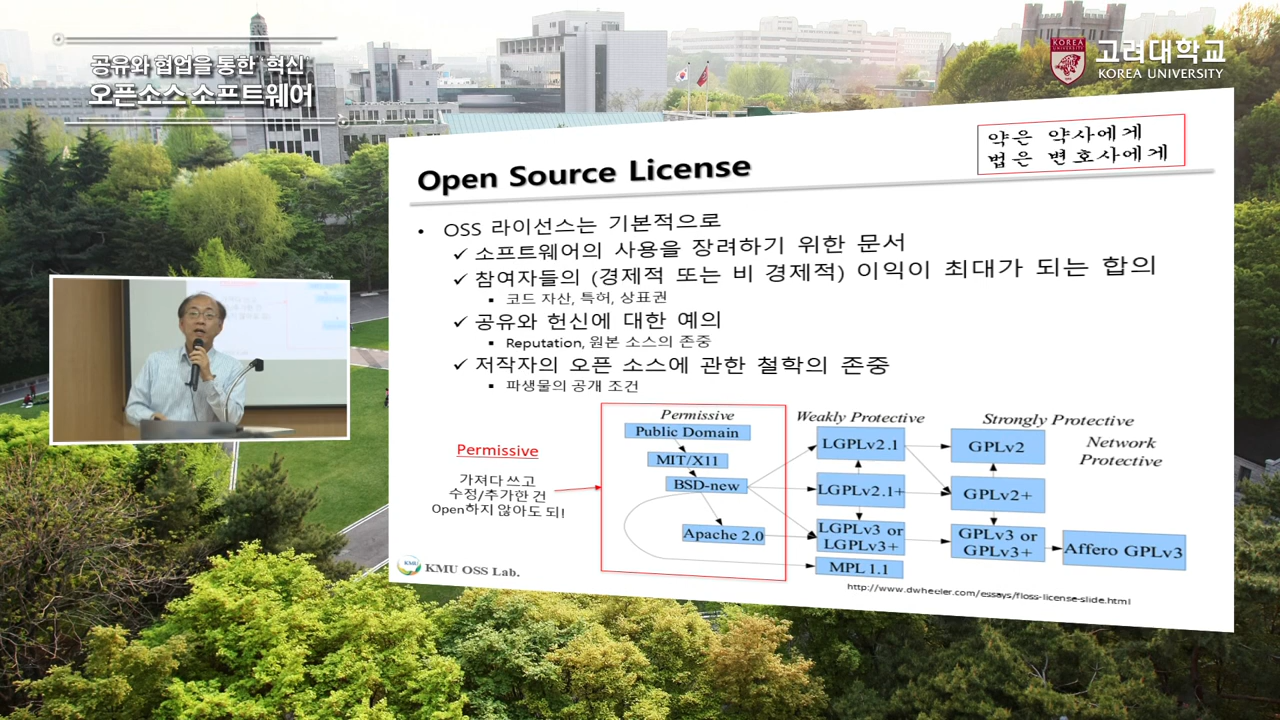 공유와 협업을 통한 혁신
오픈소스 소프트웨어
KOREA UNIVERSITY
고려대학교
KOREA UNIVERSITY
약은 약사에게
법은 변호사에게
Open Source License
• OSS 라이선스는 기본적으로
✓ 소프트웨어의 사용을 장려하기 위한 문서
✓ 참여자들의 (경제적 또는 비 경제적) 이익이 최대가 되는 합의
▪ 코드 자산, 특허, 상표권
✓ 공유와 헌신에 대한 예의
▪ Reputation, 원본 소스의 존중
✓ 저작자의 오픈 소스에 관한 철학의 존중
▪ 파생물의 공개 조건
Permissive
가져다 쓰고
수정/추가한 건
Open하지 않아도 되!
Permissive
Public Domain
MIT/X11
BSD-new
Apache 2.0
Weakly Protective
LGPLv2.1
LGPLv2.1+
LGPLv3 or
LGPLv3+
MPL 1.1
Strongly Protective
GPLv2
GPLv2+
GPLv3 or
GPLv3+
Network
Protective
Affero GPLv3
KMU
KMU OSS Lab.
http://www.dwheeler.com/essays/floss-license-slide.html